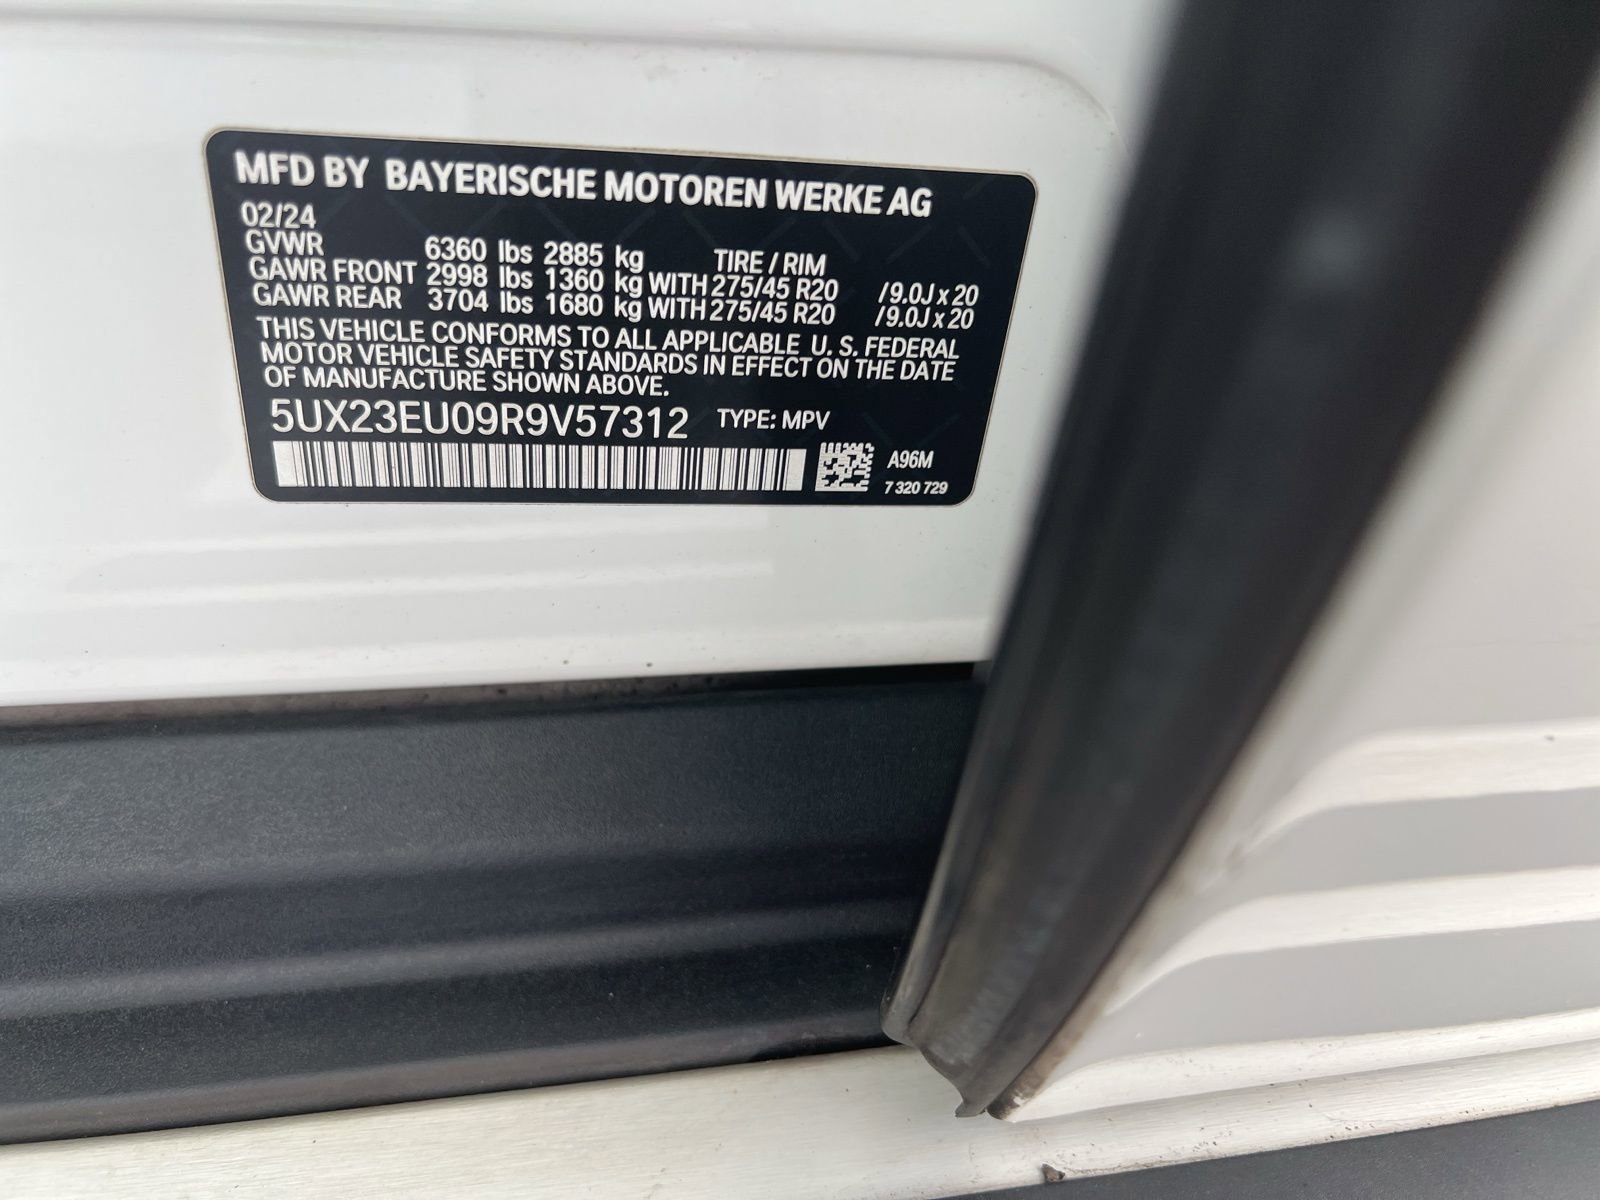 MFD BY BAYERISCHE MOTOREN WERKE AG
02/24
GVWR 6360 lbs 2885 kg TIRE / RIM
GAWR FRONT 2998 lbs 1360 kg WITH 275/45 R20 / 9.0J x 20
GAWR REAR 3704 lbs 1680 kg WITH 275/45 R20 / 9.0J x 20
THIS VEHICLE CONFORMS TO ALL APPLICABLE U. S. FEDERAL
MOTOR VEHICLE SAFETY STANDARDS IN EFFECT ON THE DATE
OF MANUFACTURE SHOWN ABOVE.
5UX23EU09R9V57312 TYPE: MPV
A96M
7 320 729